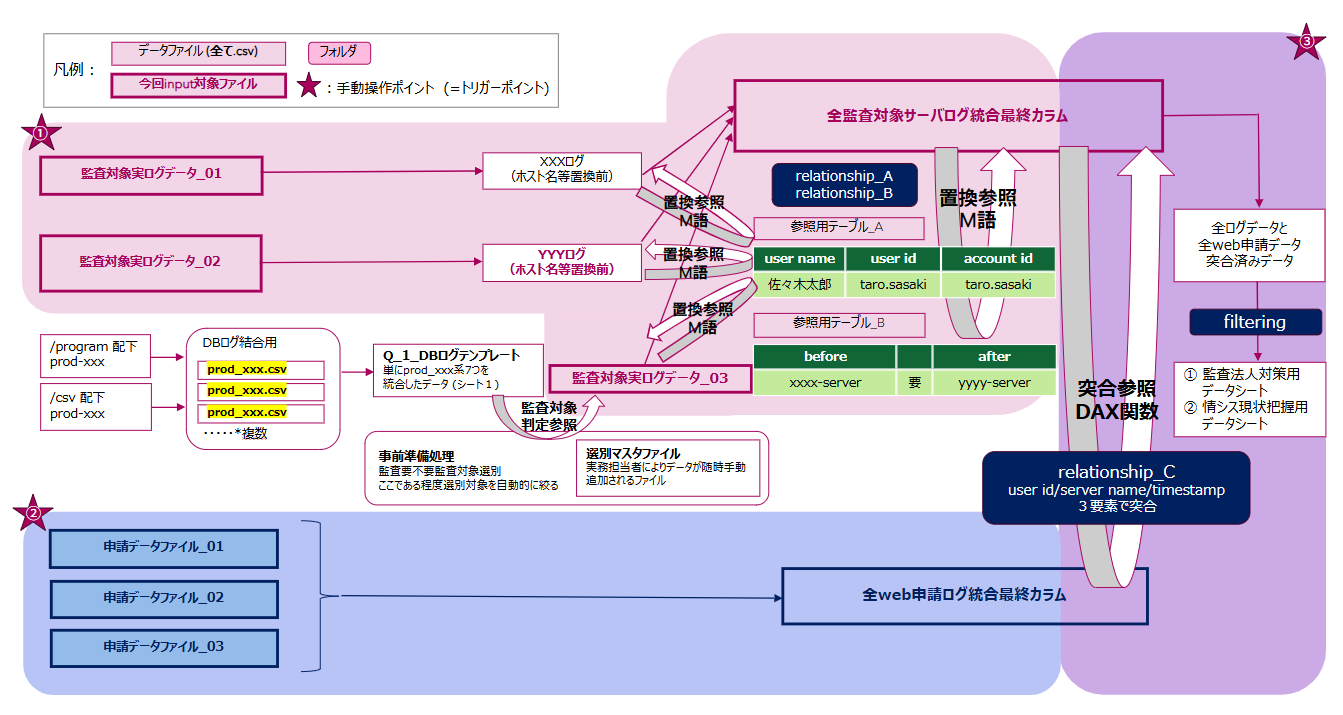 凡例：
データファイル (全て.csv)
フォルダ
今回input対象ファイル
：手動操作ポイント（=トリガーポイント）
①
監査対象実ログデータ_01
XXXログ
（ホスト名等置換前）
監査対象実ログデータ_02
YYYログ
（ホスト名等置換前）
置換参照
M語
置換参照
M語
置換参照
M語
全監査対象サーバログ統合最終カラム
relationship_A
relationship_B
置換参照
M語
参照用テーブル_A
user name
user id
account id
佐々木太郎
taro.sasaki
taro.sasaki
参照用テーブル_B
before
after
xxxx-server
要
yyyy-server
/program 配下
prod-xxx
/csv 配下
prod-xxx
DBログ結合用
prod_xxx.csv
prod_xxx.csv
prod_xxx.csv
・・・・・*複数
Q_1_DBログテンプレート
単にprod_xxx系7つを
統合したデータ (シート１)
監査対象実ログデータ_03
監査対象
判定参照
事前準備処理
監査要不要監査対象選別
ここである程度選別対象を自動的に絞る
選別マスタファイル
実務担当者によりデータが随時手動
追加されるファイル
③
全ログデータと
全web申請データ
突合済みデータ
filtering
① 監査法人対策用
データシート
② 情シス現状把握用
データシート
突合参照
DAX関数
relationship_C
user id/server name/timestamp
３要素で突合
②
申請データファイル_01
申請データファイル_02
申請データファイル_03
全web申請ログ統合最終カラム